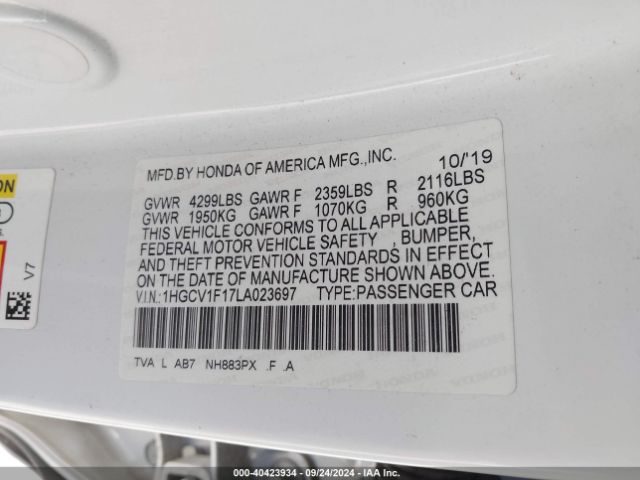 MFD.BY HONDA OF AMERICA MFG.,INC. 10/'19
GVWR 4299LBS GAWR F 2359LBS R 2116LBS
GVWR 1950KG GAWR F 1070KG R 960KG
THIS VEHICLE CONFORMS TO ALL APPLICABLE
FEDERAL MOTOR VEHICLE SAFETY , BUMPER,
AND THEFT PREVENTION STANDARDS IN EFFECT
ON THE DATE OF MANUFACTURE SHOWN ABOVE.
V.I.N.:1HGCV1F17LA023697 TYPE:PASSENGER CAR
TVA L AB7 NH883PX .F .A
ON
V7
000-40423934 - 09/24/2024 - IAA Inc.